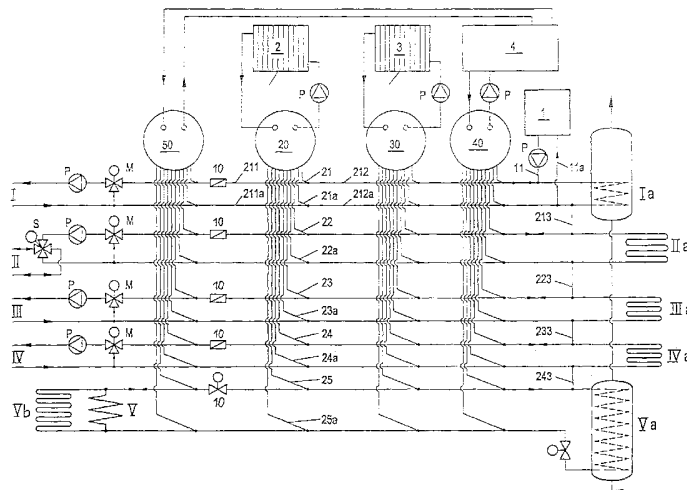 2 3 4
P P P 1
50 20 30 40 P
10 211 21 212 11 11a
P M
I Ia
211a 21a 212a
S P M 10 22 213
II IIa
22a
23 223
P M 10
III 23a IIIa
24 233
P M 10
IV 24a IVa
25 243
Vb V 10 Va
25a